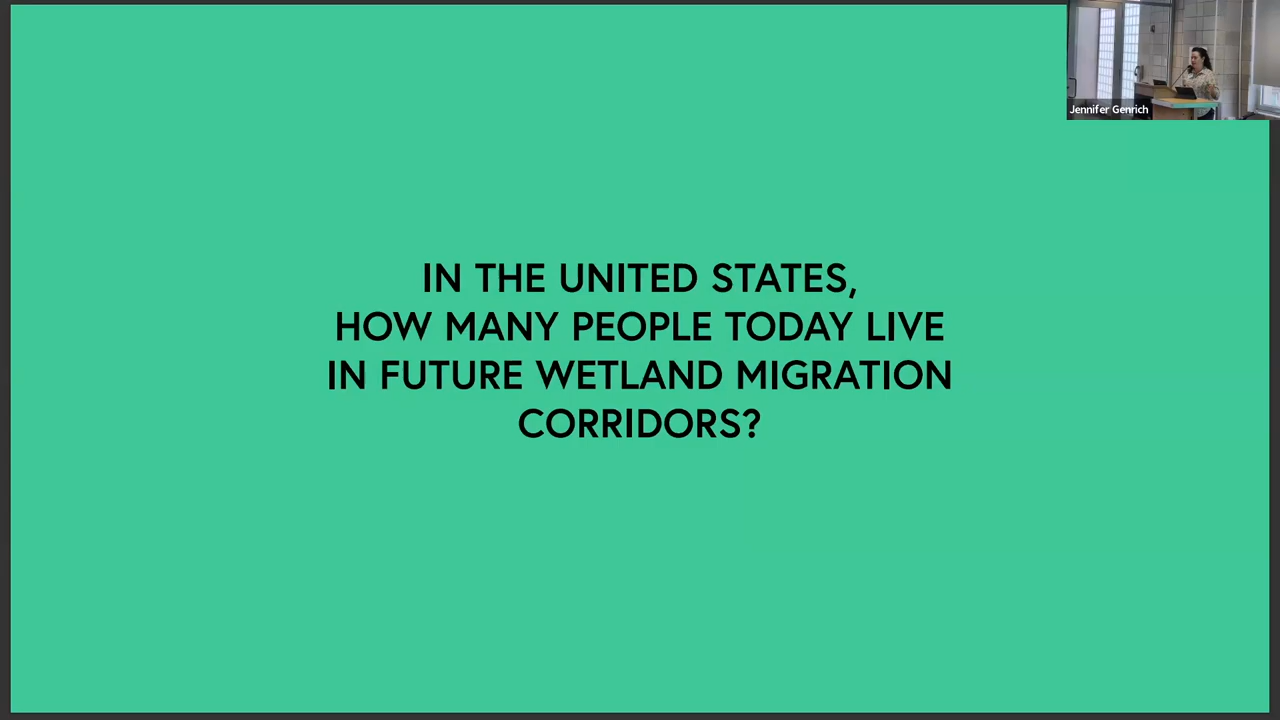 Jennifer Genrich
IN THE UNITED STATES,
HOW MANY PEOPLE TODAY LIVE
IN FUTURE WETLAND MIGRATION
CORRIDORS?